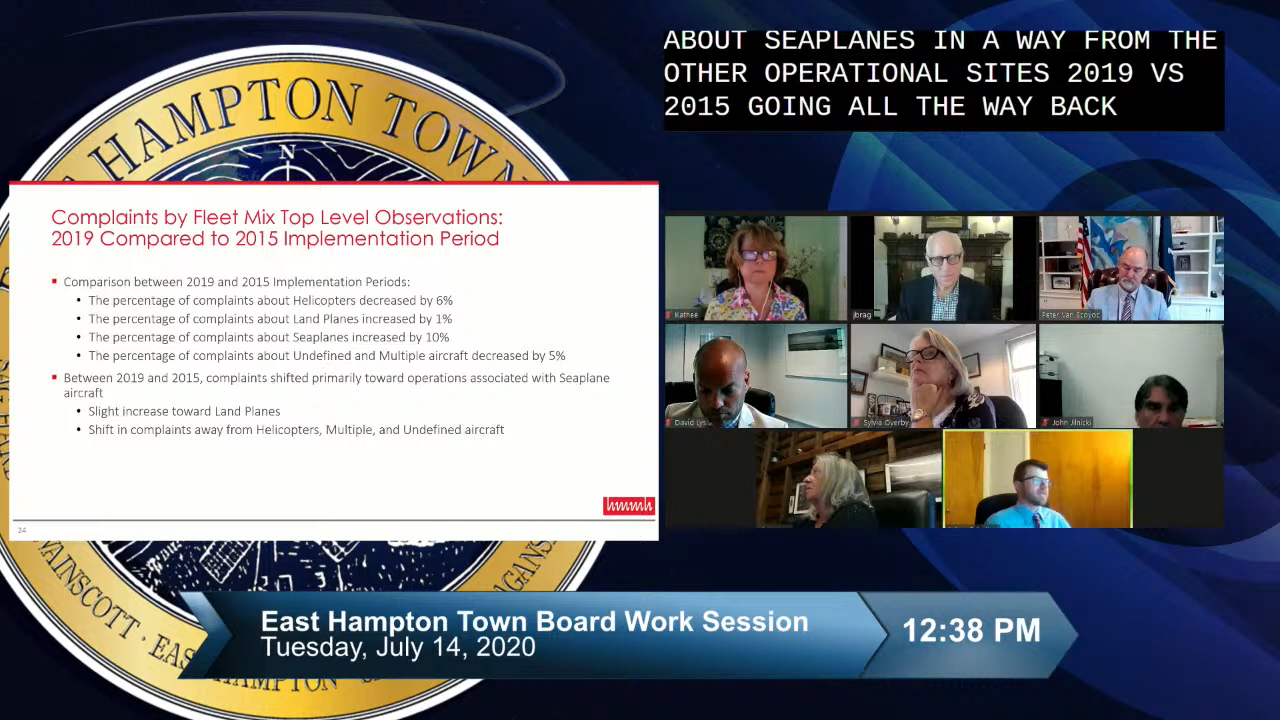 ABOUT SEAPLANES IN A WAY FROM THE
OTHER OPERATIONAL SITES 2019 VS
2015 GOING ALL THE WAY BACK
HAMPTON TOWN
N
Complaints by Fleet Mix Top Level Observations:
2019 Compared to 2015 Implementation Period
Comparison between 2019 and 2015 Implementation Periods:
• The percentage of complaints about Helicopters decreased by 6%
• The percentage of complaints about Land Planes increased by 1%
• The percentage of complaints about Seaplanes increased by 10%
• The percentage of complaints about Undefined and Multiple aircraft decreased by 5%
Between 2019 and 2015, complaints shifted primarily toward operations associated with Seaplane
aircraft
• Slight increase toward Land Planes
• Shift in complaints away from Helicopters, Multiple, and Undefined aircraft
hmmh
24
Kathee
jbrag
Peter Van Scoyoc
David Lys
Sylvia Overby
John Jilnicki
WAINSCOTT · EAS
HAMPTON
East Hampton Town Board Work Session
Tuesday, July 14, 2020
12:38 PM